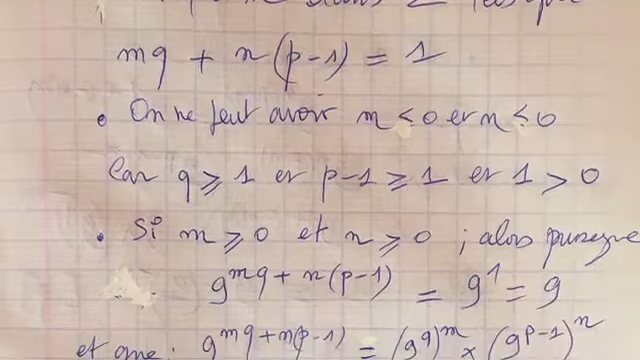 mq + n(p-1) = 1
• On ne peut avoir m ≤ 0 et n ≤ 0
Car q ≥ 1 et p-1 ≥ 1 et 1 > 0
• Si m ≥ 0 et n ≥ 0 ; alors puisque
g^{mq + n(p-1)} = g^1 = g
et que : g^{mq+n(p-1)} = (g^q)^m × (g^{p-1})^n